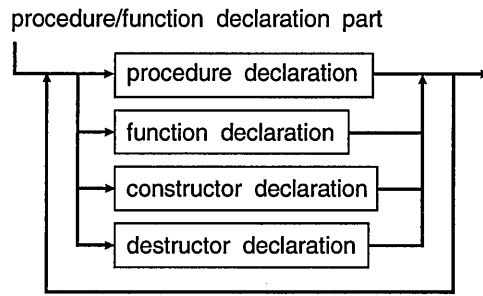 procedure/function declaration part
procedure declaration
function declaration
constructor declaration
destructor declaration